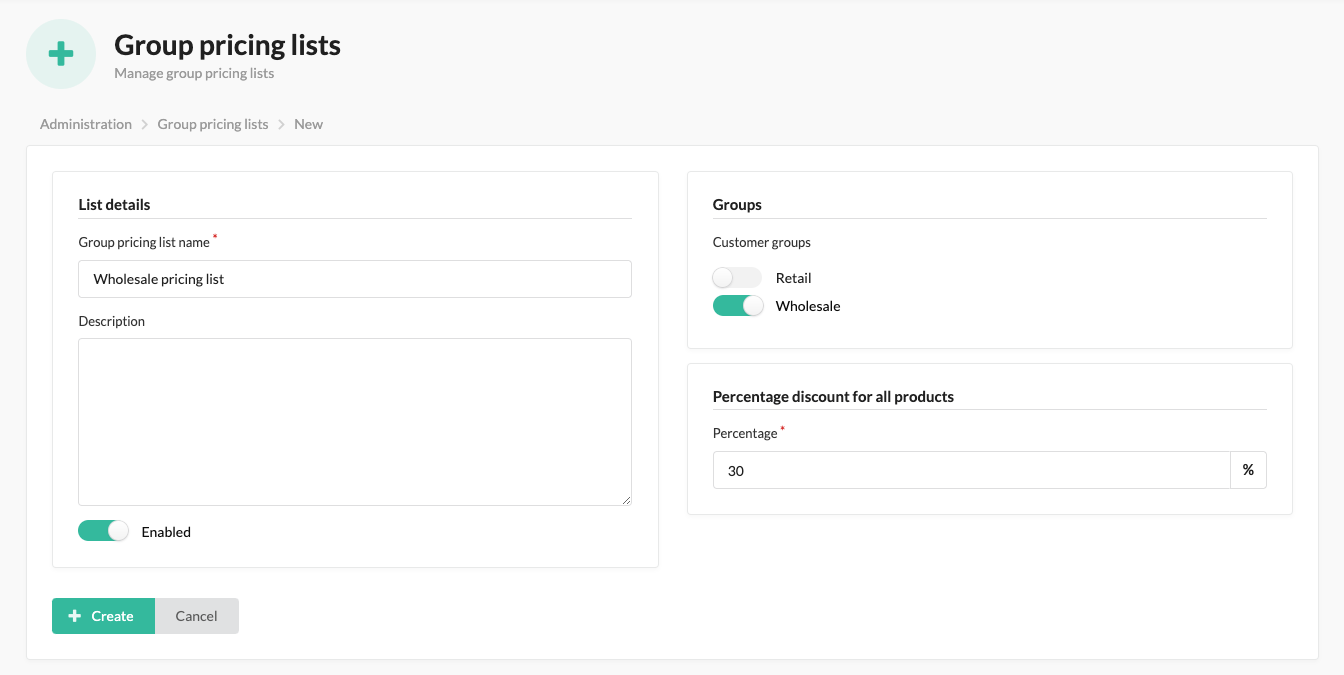 Group pricing lists
Manage group pricing lists
Administration > Group pricing lists > New
List details
Group pricing list name *
Wholesale pricing list
Description
Enabled
Groups
Customer groups
Retail
Wholesale
Percentage discount for all products
Percentage *
30 %
Create Cancel